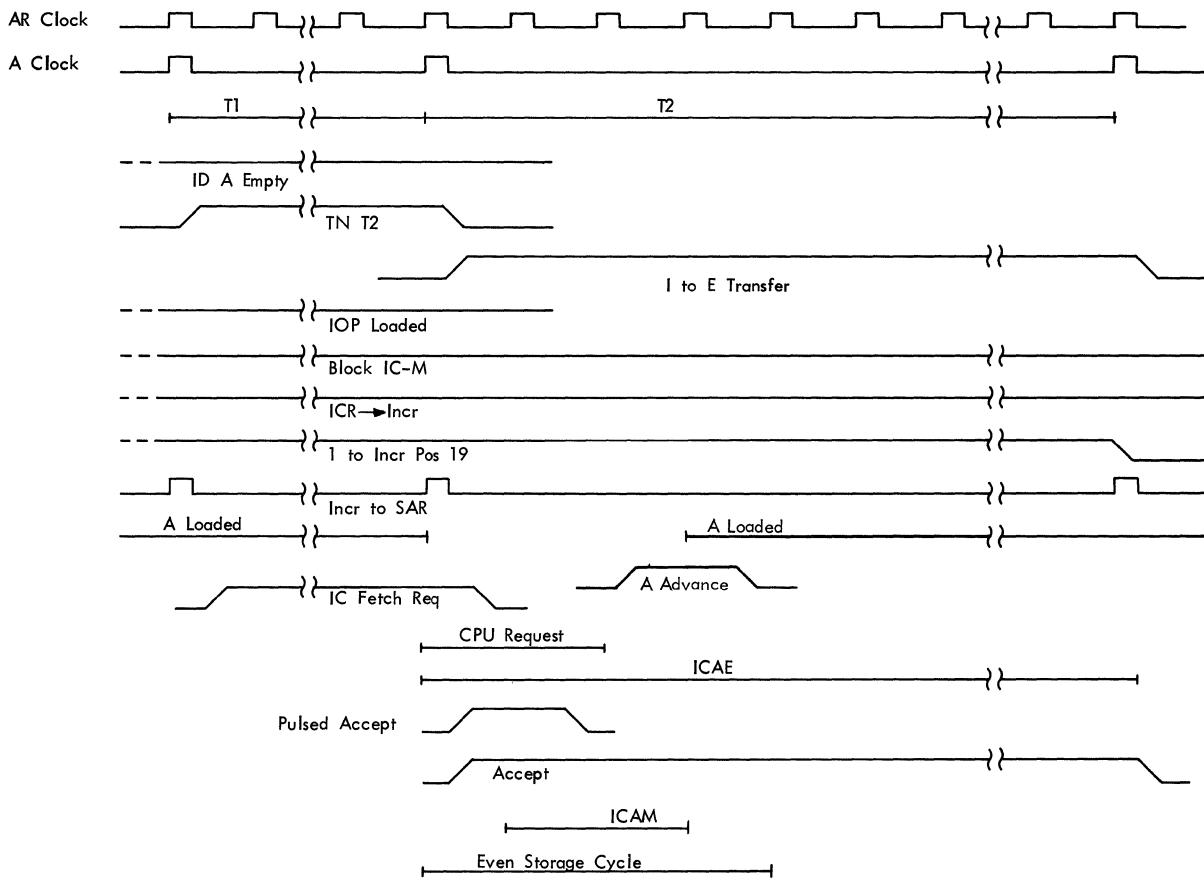 AR Clock
A Clock
T1
T2
ID A Empty
TN T2
I to E Transfer
IOP Loaded
Block IC-M
ICR→Incr
1 to Incr Pos 19
Incr to SAR
A Loaded
A Loaded
A Advance
IC Fetch Req
CPU Request
ICAE
Pulsed Accept
Accept
ICAM
Even Storage Cycle